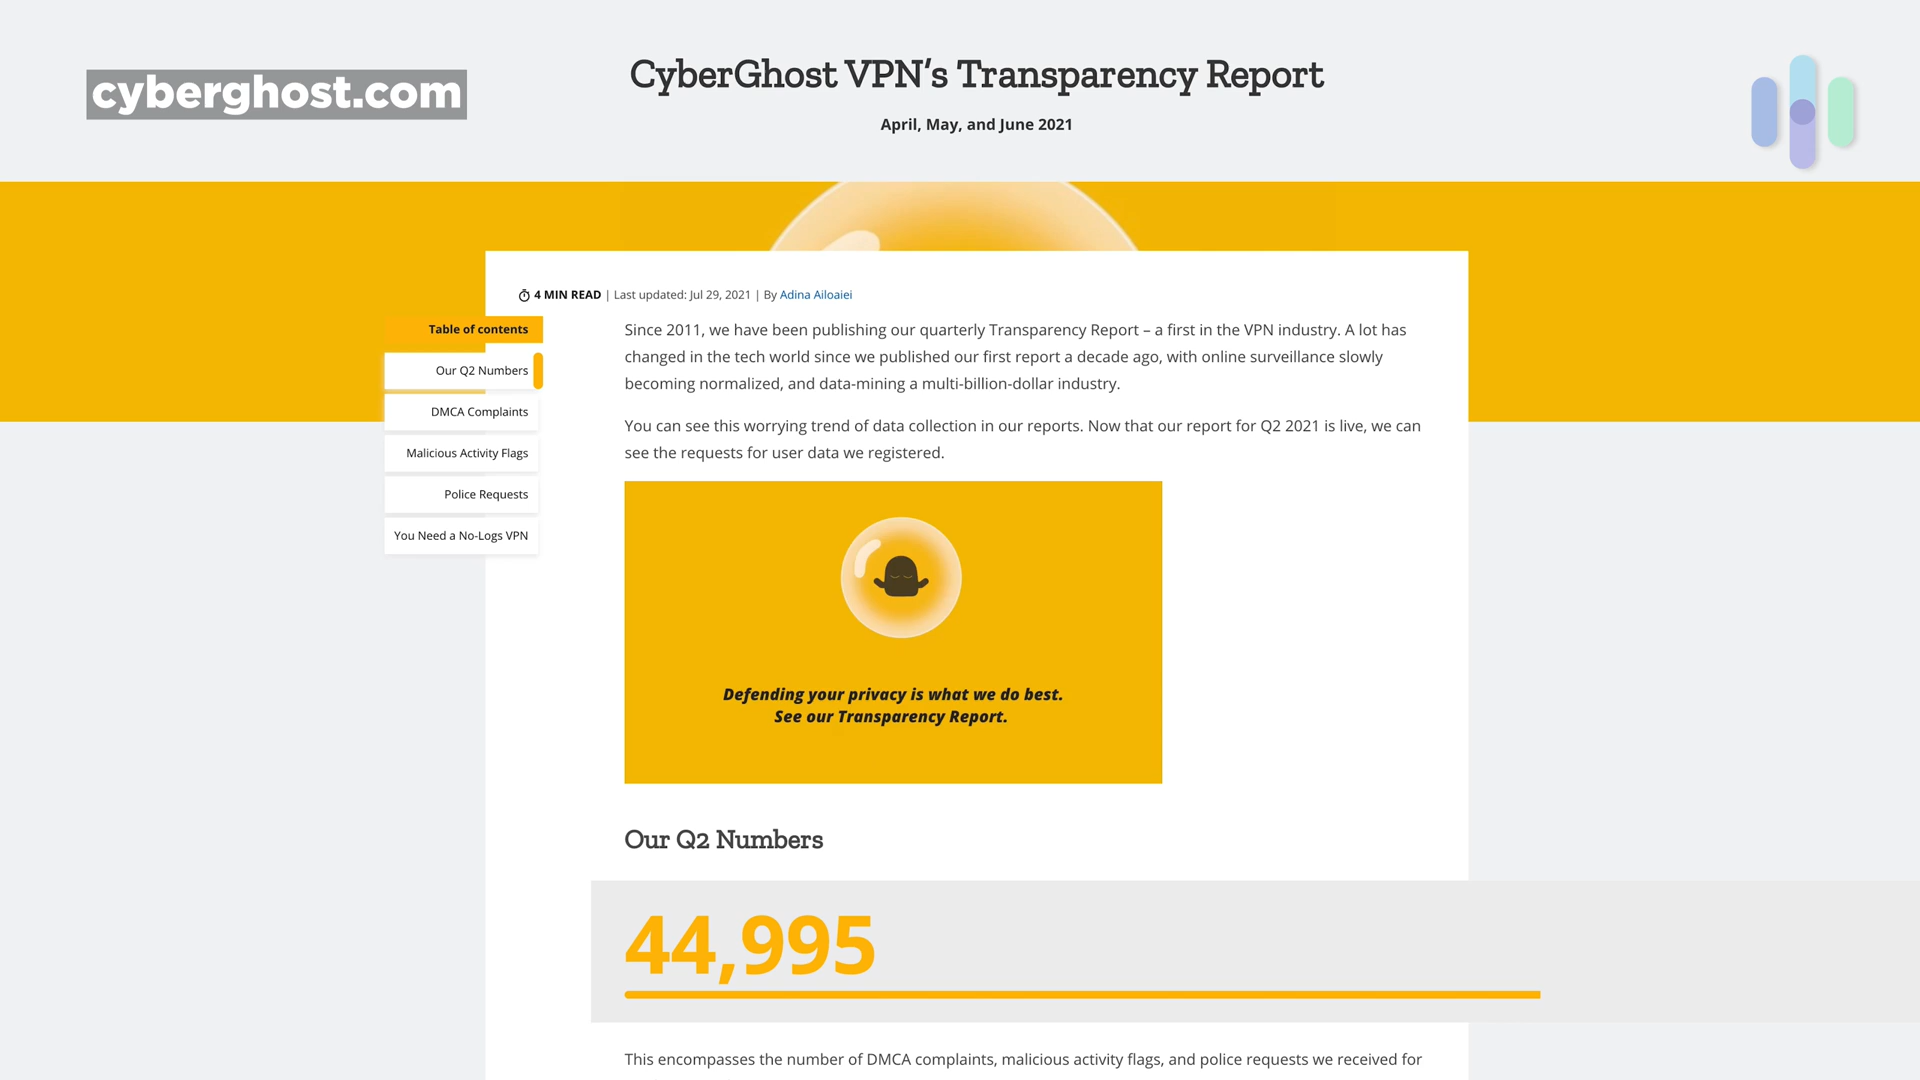 cyberghost.com
CyberGhost VPN’s Transparency Report
April, May, and June 2021
4 MIN READ | Last updated: Jul 29, 2021 | By Adina Ailoaiei
Table of contents
Our Q2 Numbers
DMCA Complaints
Malicious Activity Flags
Police Requests
You Need a No-Logs VPN
Since 2011, we have been publishing our quarterly Transparency Report – a first in the VPN industry. A lot has
changed in the tech world since we published our first report a decade ago, with online surveillance slowly
becoming normalized, and data-mining a multi-billion-dollar industry.
You can see this worrying trend of data collection in our reports. Now that our report for Q2 2021 is live, we can
see the requests for user data we registered.
Defending your privacy is what we do best.
See our Transparency Report.
Our Q2 Numbers
44,995
This encompasses the number of DMCA complaints, malicious activity flags, and police requests we received for